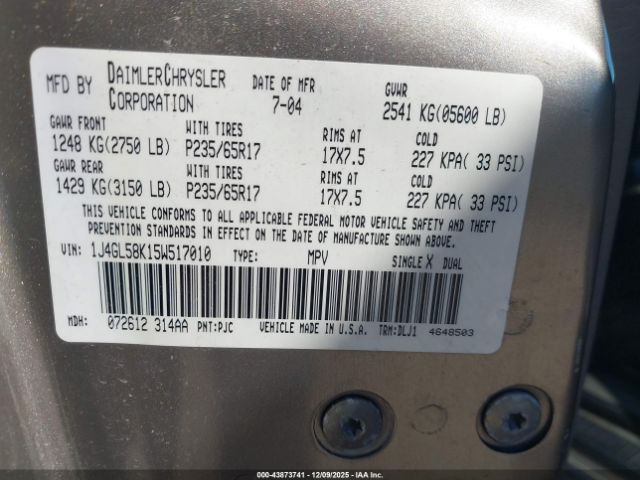 MFD BY DAIMLERCHRYSLER CORPORATION DATE OF MFR 7-04 GVWR 2541 KG(05600 LB)
GAWR FRONT WITH TIRES RIMS AT COLD
1248 KG(2750 LB) P235/65R17 17X7.5 227 KPA( 33 PSI)
GAWR REAR WITH TIRES RIMS AT COLD
1429 KG(3150 LB) P235/65R17 17X7.5 227 KPA( 33 PSI)
THIS VEHICLE CONFORMS TO ALL APPLICABLE FEDERAL MOTOR VEHICLE SAFETY AND THEFT
PREVENTION STANDARDS IN EFFECT ON THE DATE OF MANUFACTURE SHOWN ABOVE.
VIN: 1J4GL58K15W517010 TYPE: MPV SINGLE X DUAL
MDH: 072612 314AA PNT:PJC VEHICLE MADE IN U.S.A. TRM:DLJ1 4648503
000-43873741 - 12/09/2025 - IAA Inc.